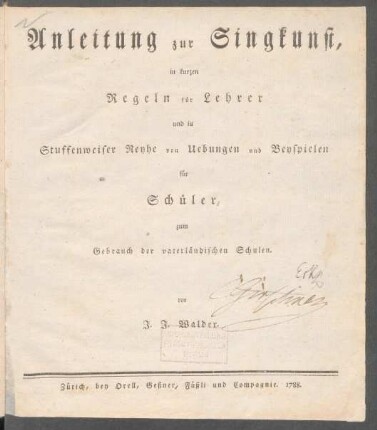 Anleitung zur Singkunst,
in kurzen
Regeln für Lehrer
und in
Stuffenweiser Reyhe von Uebungen und Beyspielen
für
Schüler,
zum
Gebrauch der vaterländischen Schulen.
von
J. J. Walder.
Zürich, bey Orell, Geßner, Füßli und Compagnie. 1788.